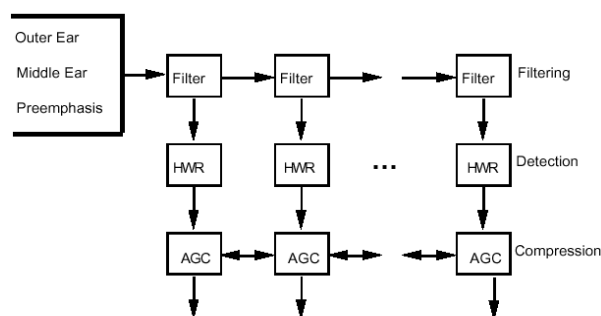 Outer Ear
Middle Ear
Preemphasis
Filter Filter Filter Filtering
HWR HWR ... HWR Detection
AGC AGC AGC Compression